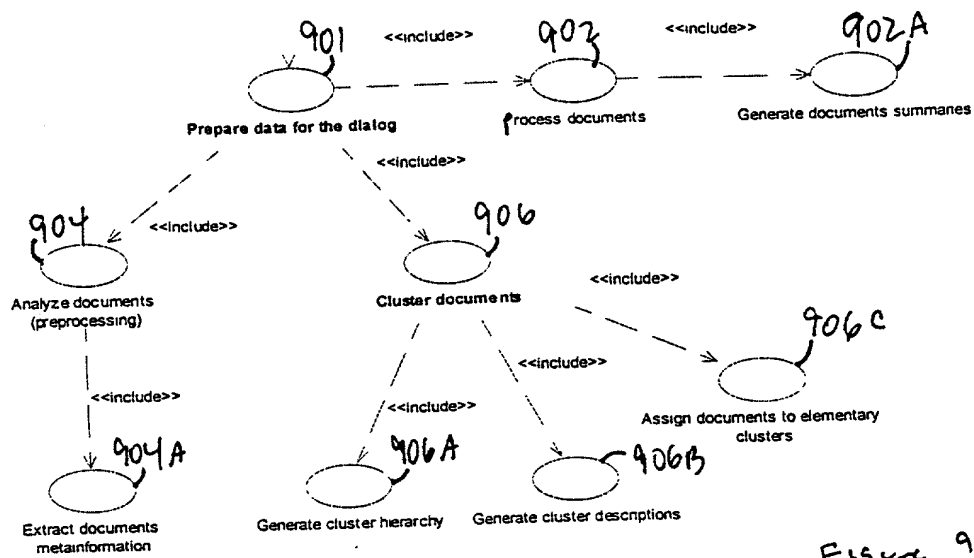 901
<<include>>
902
<<include>>
902A
Prepare data for the dialog
process documents
Generate documents summaries
<<include>>
904
<<include>>
906
<<include>>
Analyze documents
(preprocessing)
Cluster documents
906C
<<include>>
<<include>>
<<include>>
Assign documents to elementary
clusters
904A
906A
906B
Extract documents
metainformation
Generate cluster hierarchy
Generate cluster descriptions
Figure 9